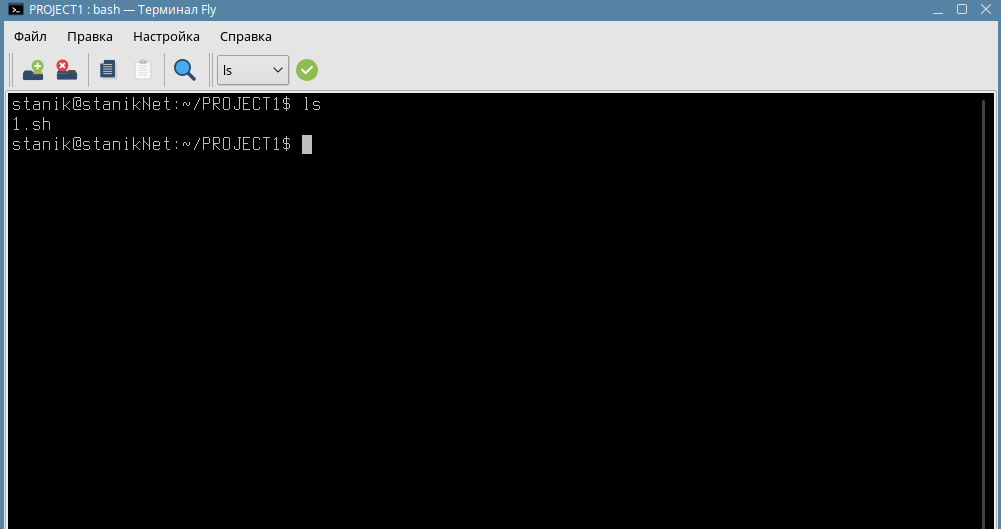 PROJECT1 : bash — Терминал Fly
Файл Правка Настройка Справка
ls
stanik@stanikNet:~/PROJECT1$ ls
1.sh
stanik@stanikNet:~/PROJECT1$